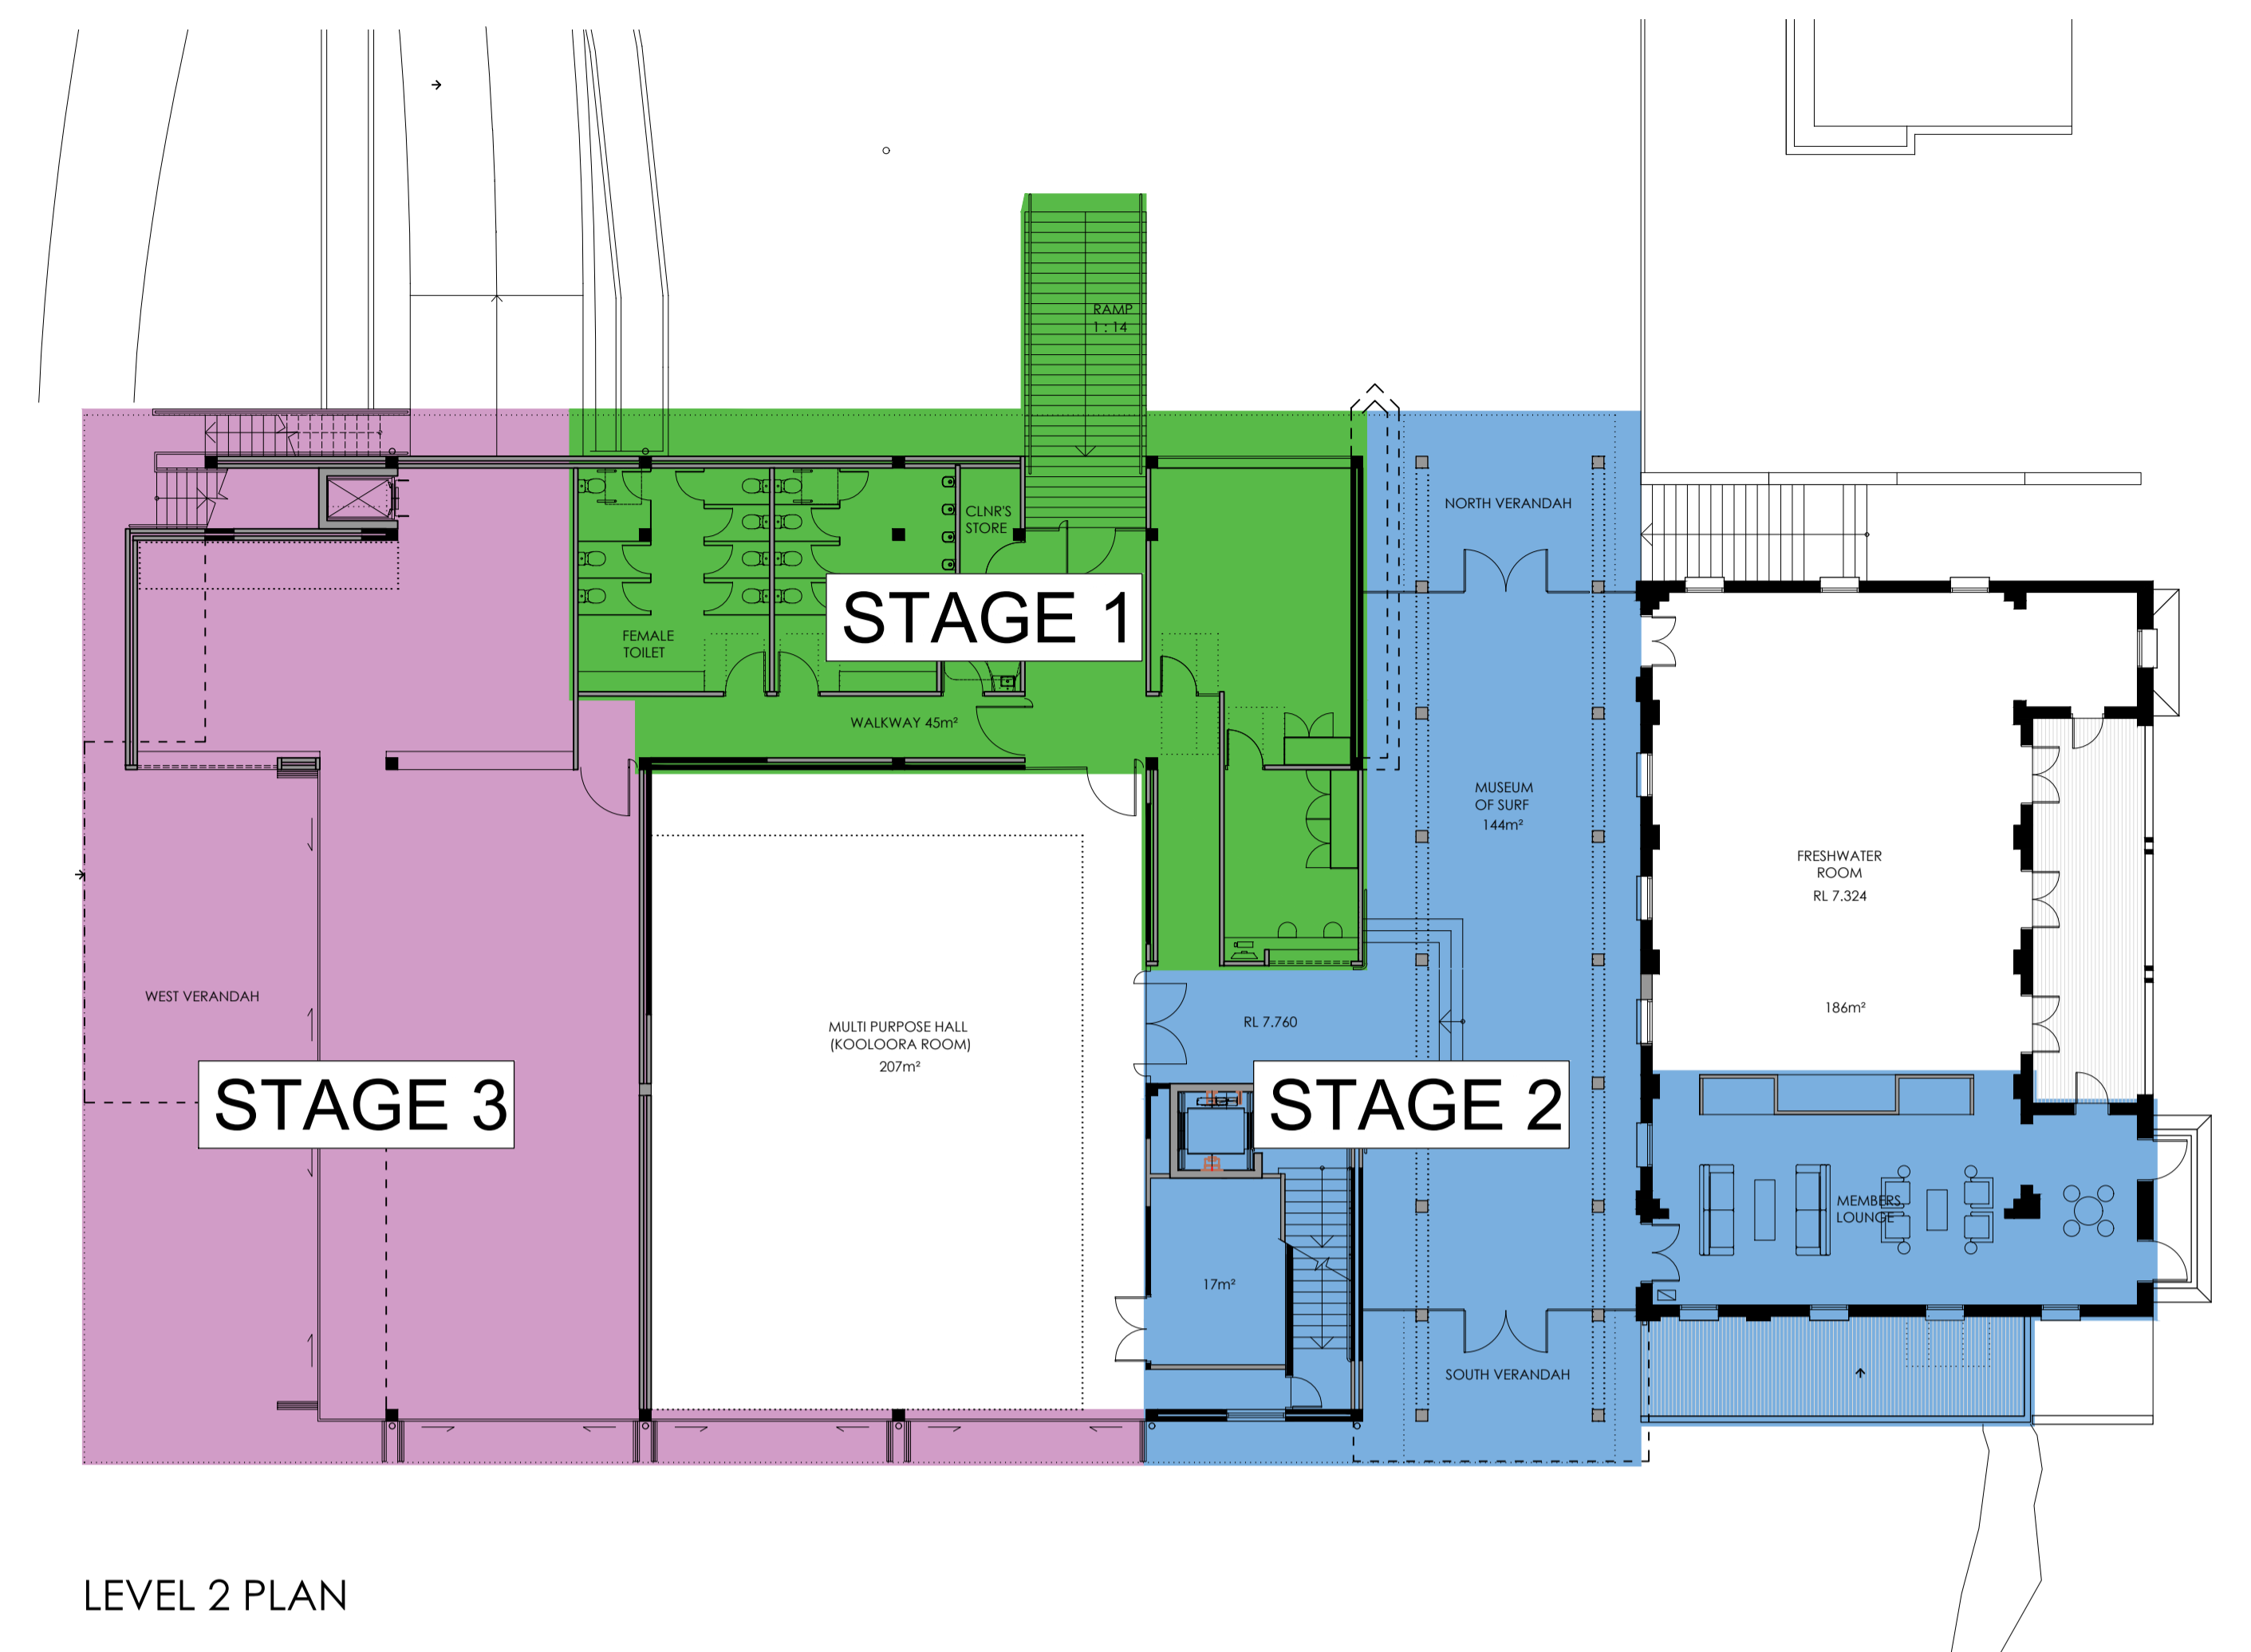 RAMP
1 : 14
NORTH VERANDAH
CLNR'S
STORE
STAGE 1
FEMALE
TOILET
WALKWAY 45m²
MUSEUM
OF SURF
144m²
FRESHWATER
ROOM
RL 7.324
186m²
WEST VERANDAH
MULTI PURPOSE HALL
(KOOLOORA ROOM)
207m²
RL 7.760
STAGE 3
STAGE 2
MEMBERS
LOUNGE
17m²
SOUTH VERANDAH
LEVEL 2 PLAN